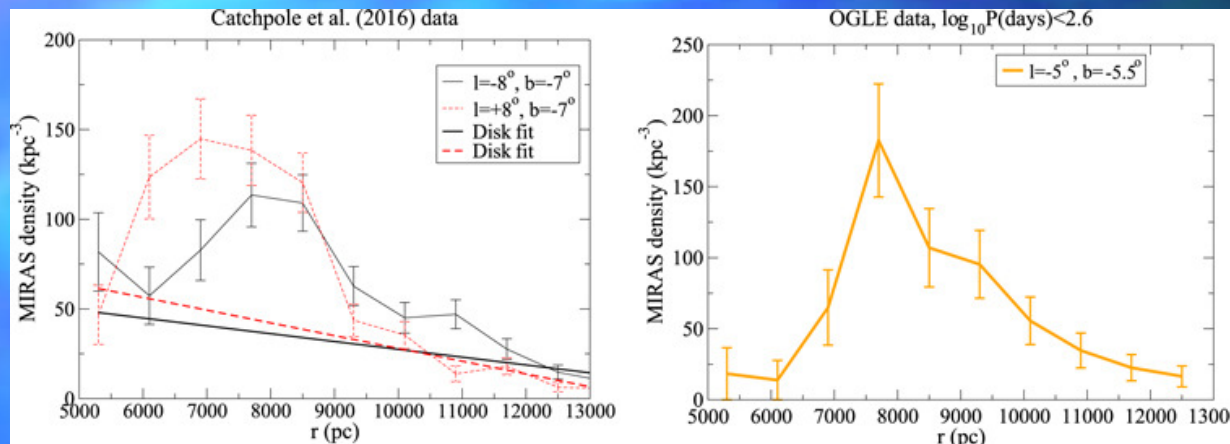 Catchpole et al. (2016) data
MIRAS density (kpc⁻³)
200
150
100
50
0
l=-8°, b=-7°
l=+8°, b=-7°
Disk fit
Disk fit
5000 6000 7000 8000 9000 10000 11000 12000 13000
r (pc)
OGLE data, log₁₀P(days)<2.6
MIRAS density (kpc⁻³)
250
200
150
100
50
0
l=-5°, b=-5.5°
5000 6000 7000 8000 9000 10000 11000 12000 1300
r (pc)